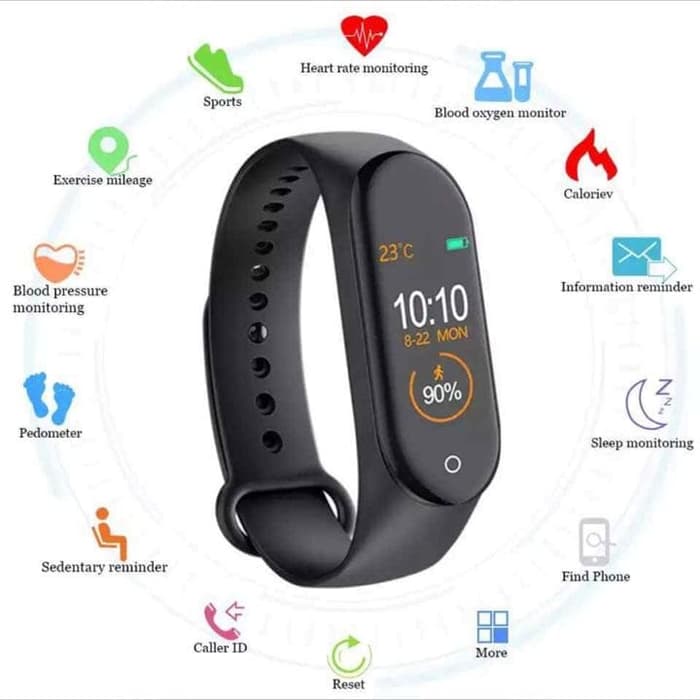 Heart rate monitoring
Sports
Blood oxygen monitor
Exercise mileage
Caloriev
23°C
Blood pressure
monitoring
Information reminder
10:10
8-22 MON
90%
Pedometer
Z
z
z
Sleep monitoring
Sedentary reminder
Find Phone
Caller ID
More
Reset